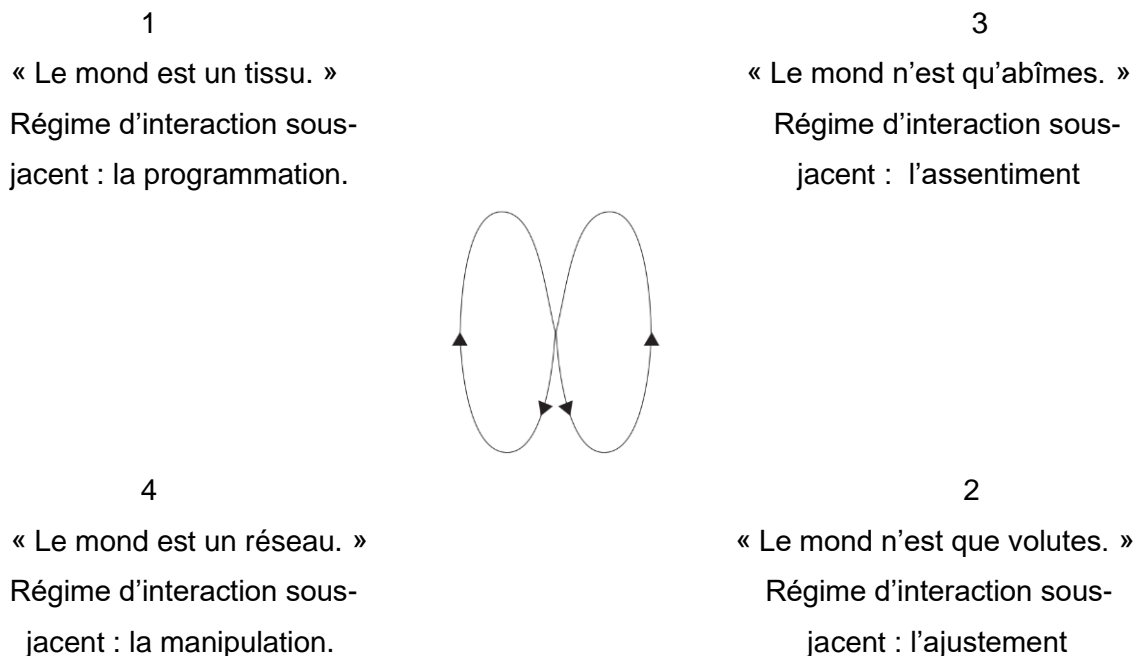 1
« Le mond est un tissu. »
Régime d’interaction sous-
jacent : la programmation.
3
« Le mond n’est qu’abîmes. »
Régime d’interaction sous-
jacent : l’assentiment
4
« Le mond est un réseau. »
Régime d’interaction sous-
jacent : la manipulation.
2
« Le mond n’est que volutes. »
Régime d’interaction sous-
jacent : l’ajustement